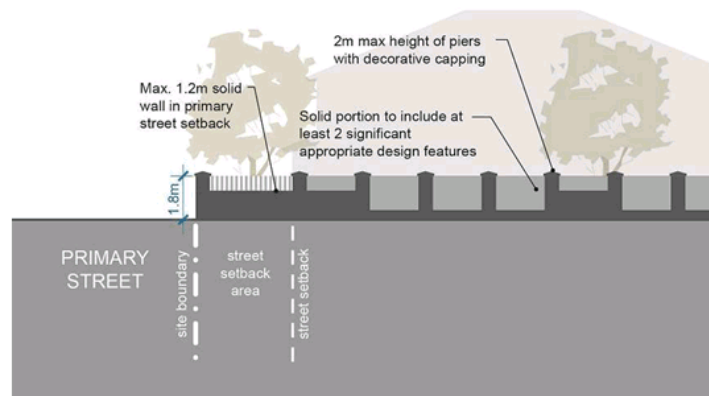 2m max height of piers
with decorative capping
Max. 1.2m solid
wall in primary
street setback
Solid portion to include at
least 2 significant
appropriate design features
1.8m
PRIMARY
STREET
site boundary
street
setback
area
street setback